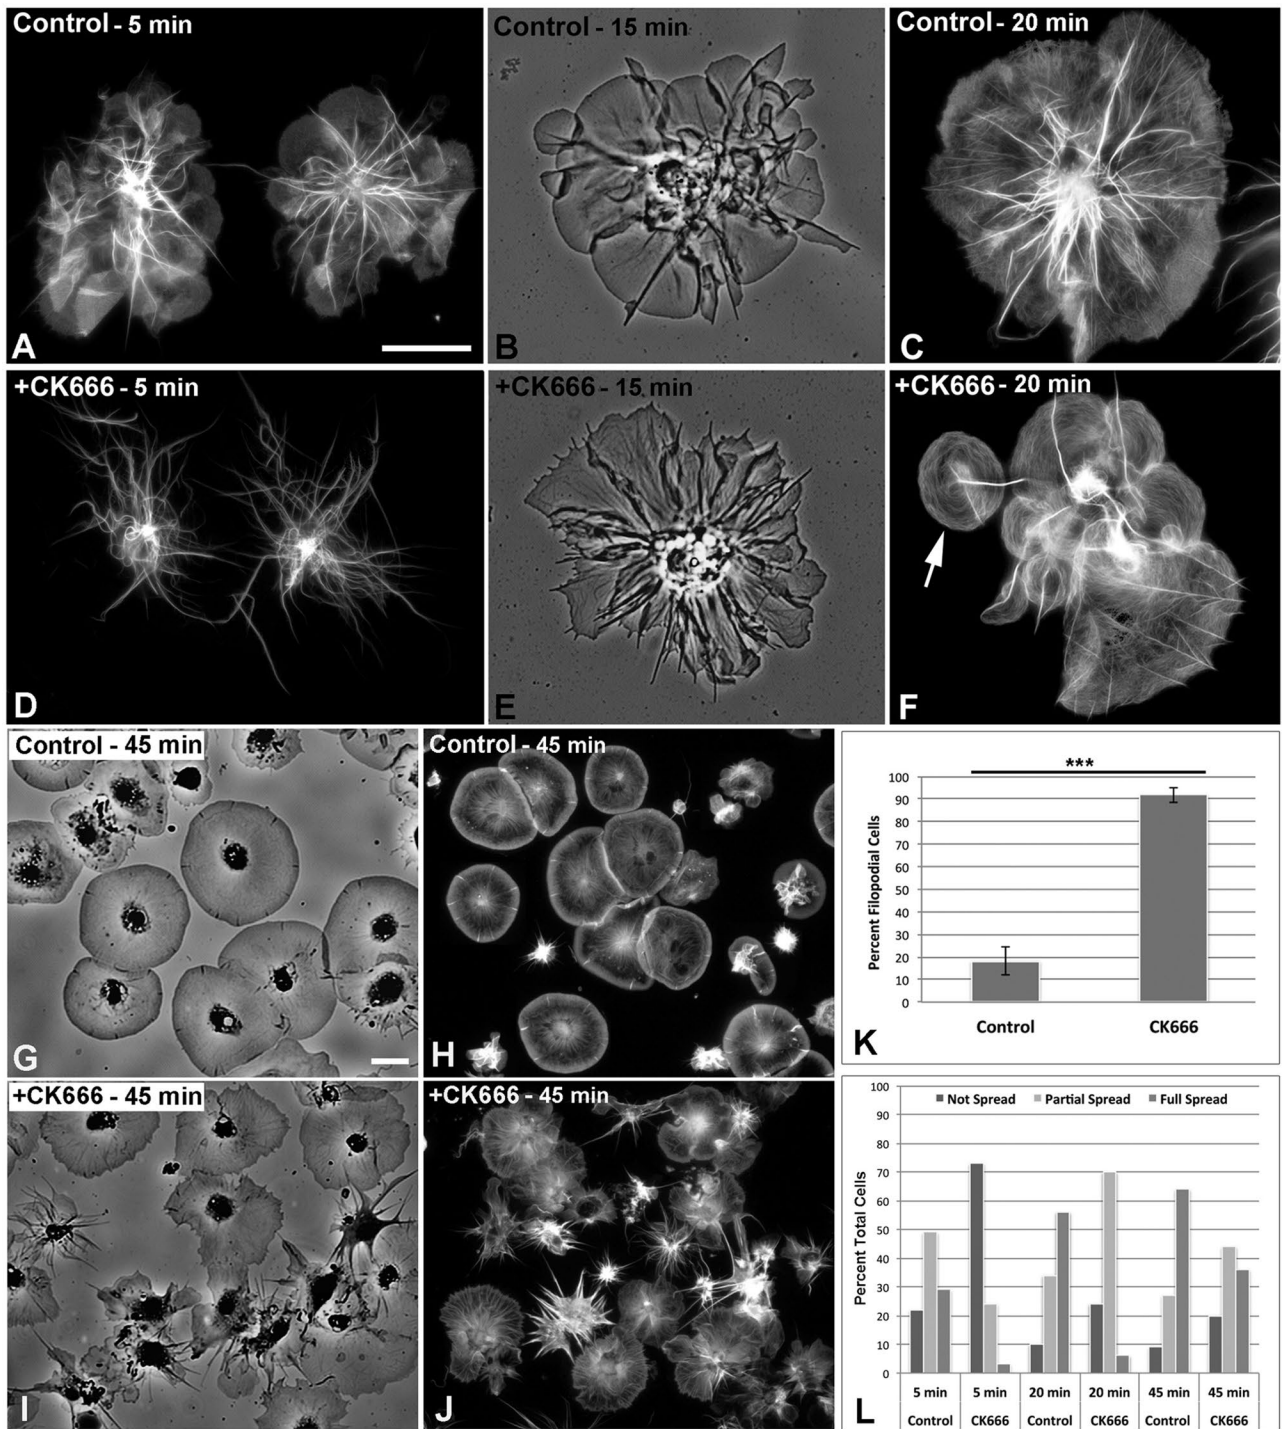 Control - 5 min
A
Control - 15 min
B
Control - 20 min
C
+CK666 - 5 min
D
+CK666 - 15 min
E
+CK666 - 20 min
F
Control - 45 min
G
Control - 45 min
H
***
100
90
80
70
60
50
40
30
20
10
0
Percent Filopodial Cells
Control CK666
K
+CK666 - 45 min
I
+CK666 - 45 min
J
Not Spread Partial Spread Full Spread
100
90
80
70
60
50
40
30
20
10
0
Percent Total Cells
5 min 5 min 20 min 20 min 45 min 45 min
Control CK666 Control CK666 Control CK666
L